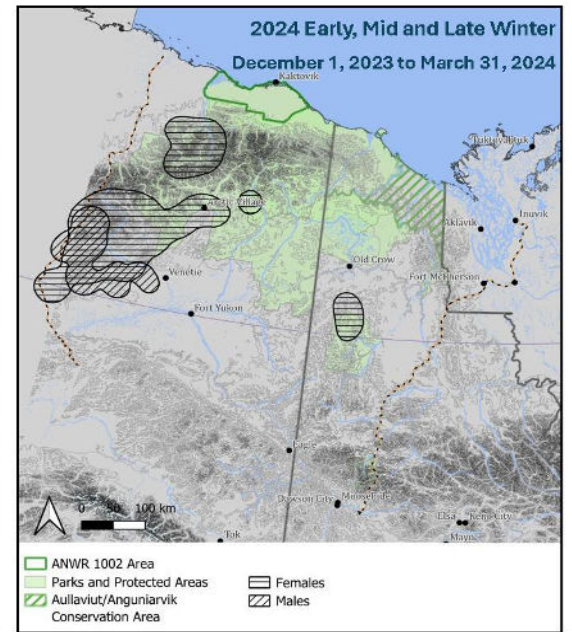 2024 Early, Mid and Late Winter
December 1, 2023 to March 31, 2024
Kaktovik
Tuktoyaktuk
Arctic Village
Aklavik
Inuvik
Old Crow
Venetie
Fort McPherson
Fort Yukon
Eagle
Dawson City
Moosehide
0 50 100 km
Elsa
Keno City
Mayo
Tok
ANWR 1002 Area
Parks and Protected Areas
Aullaviut/Anguniarvik
Conservation Area
Females
Males